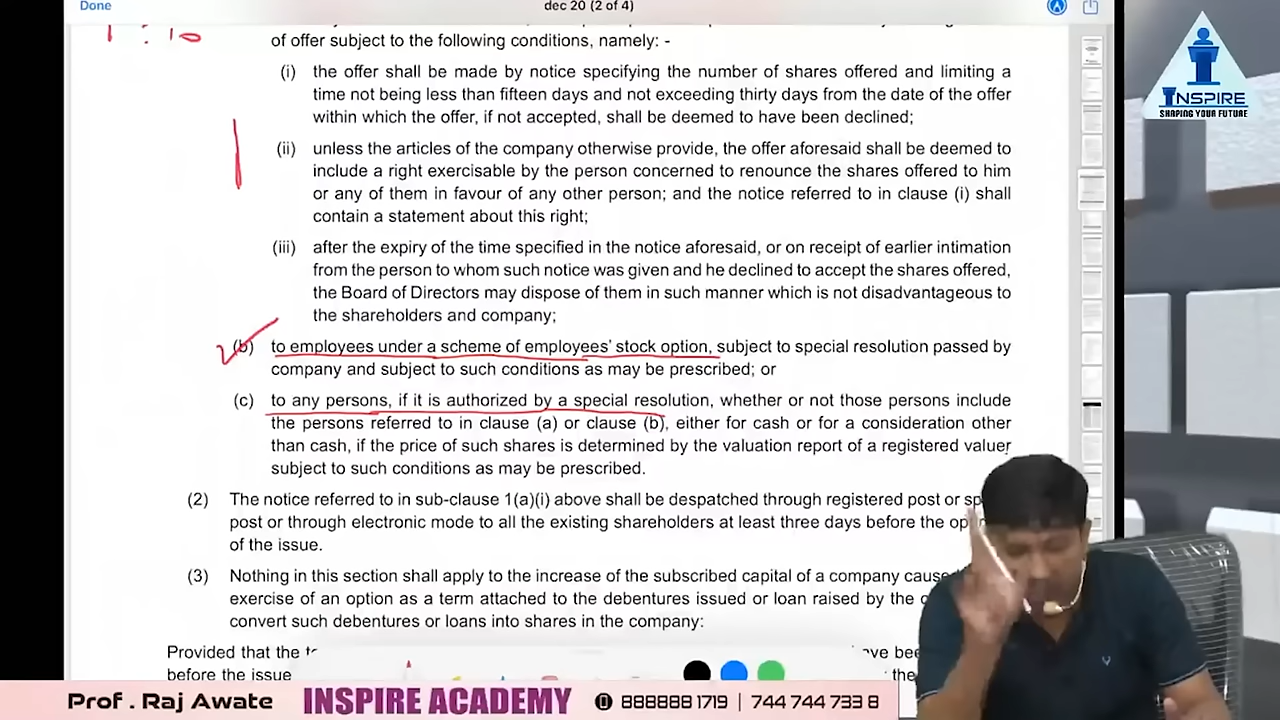 Done
dec 20 (2 of 4)
1 : 10
of offer subject to the following conditions, namely: -
(i) the offer shall be made by notice specifying the number of shares offered and limiting a
time not being less than fifteen days and not exceeding thirty days from the date of the offer
within which the offer, if not accepted, shall be deemed to have been declined;
(ii) unless the articles of the company otherwise provide, the offer aforesaid shall be deemed to
include a right exercisable by the person concerned to renounce the shares offered to him
or any of them in favour of any other person; and the notice referred to in clause (i) shall
contain a statement about this right;
(iii) after the expiry of the time specified in the notice aforesaid, or on receipt of earlier intimation
from the person to whom such notice was given and he declined to accept the shares offered,
the Board of Directors may dispose of them in such manner which is not disadvantageous to
the shareholders and company;
(b) to employees under a scheme of employees' stock option, subject to special resolution passed by
company and subject to such conditions as may be prescribed; or
(c) to any persons, if it is authorized by a special resolution, whether or not those persons include
the persons referred to in clause (a) or clause (b), either for cash or for a consideration other
than cash, if the price of such shares is determined by the valuation report of a registered valuer
subject to such conditions as may be prescribed.
(2) The notice referred to in sub-clause 1(a)(i) above shall be despatched through registered post or
post or through electronic mode to all the existing shareholders at least three days before the
of the issue.
(3) Nothing in this section shall apply to the increase of the subscribed capital of a company
exercise of an option as a term attached to the debentures issued or loan raised by the
convert such debentures or loans into shares in the company:
Provided that the
before the issue the
INSPIRE
SHAPING YOUR FUTURE
Prof . Raj Awate INSPIRE ACADEMY 888888 1719 | 744 744 733 8